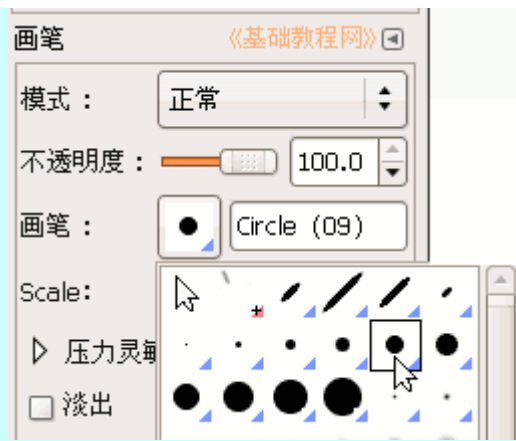 画笔 《基础教程网》
模式： 正常
不透明度： 100.0
画笔： Circle (09)
Scale:
压力灵敏
淡出